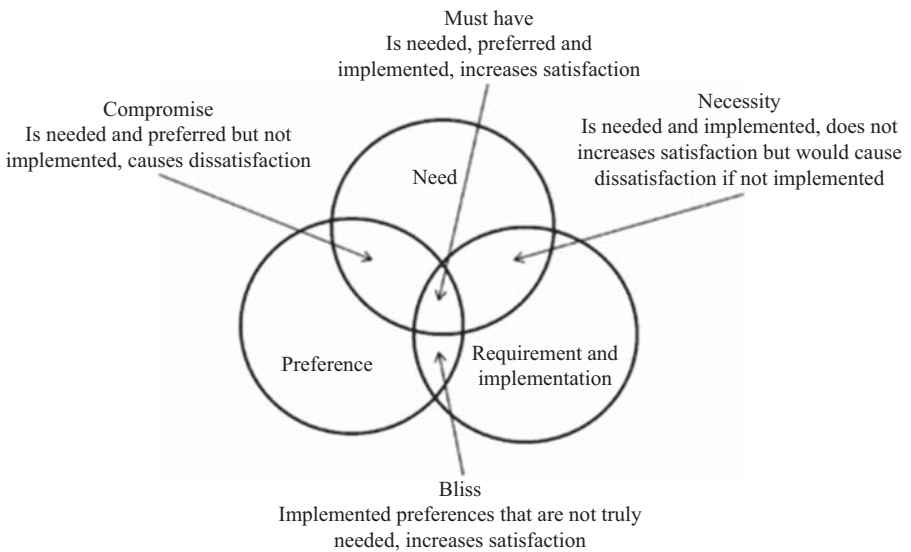 Must have
Is needed, preferred and
implemented, increases satisfaction
Compromise
Is needed and preferred but not
implemented, causes dissatisfaction
Necessity
Is needed and implemented, does not
increases satisfaction but would cause
dissatisfaction if not implemented
Need
Preference
Requirement and
implementation
Bliss
Implemented preferences that are not truly
needed, increases satisfaction